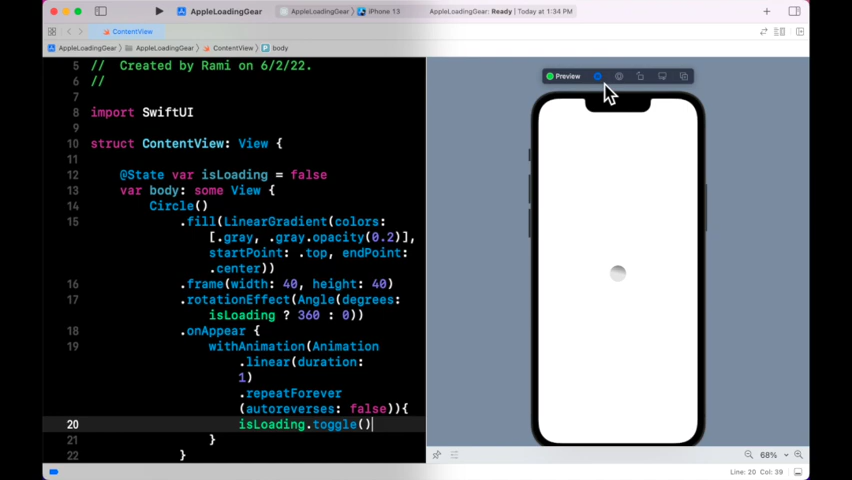 AppleLoadingGear
AppleLoadingGear
iPhone 13
AppleLoadingGear: Ready | Today at 1:34 PM
ContentView
AppleLoadingGear
AppleLoadingGear
ContentView
body
5 // Created by Rami on 6/2/22.
6 //
7
8 import SwiftUI
9
10 struct ContentView: View {
11
12 @State var isLoading = false
13 var body: some View {
14 Circle()
15 .fill(LinearGradient(colors:
[.gray, .gray.opacity(0.2)],
startPoint: .top, endPoint:
.center))
16 .frame(width: 40, height: 40)
17 .rotationEffect(Angle(degrees:
isLoading ? 360 : 0))
18 .onAppear {
19 withAnimation(Animation
.linear(duration:
1)
.repeatForever
(autoreverses: false)){
20 isLoading.toggle()
21 }
22 }
Preview
68%
Line: 20 Col: 39